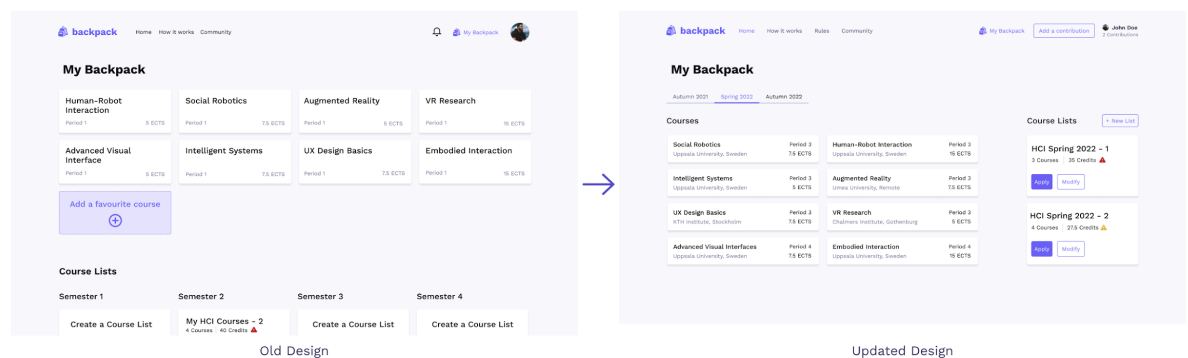 backpack
Home How it works Community
My Backpack
My Backpack
Human-Robot
Interaction
Period 1 5 ECTS
Social Robotics
Period 1 7.5 ECTS
Augmented Reality
Period 1 5 ECTS
VR Research
Period 1 15 ECTS
Advanced Visual
Interface
Period 1 5 ECTS
Intelligent Systems
Period 1 7.5 ECTS
UX Design Basics
Period 1 7.5 ECTS
Embodied Interaction
Period 1 15 ECTS
Add a favourite course
Course Lists
Semester 1 Semester 2 Semester 3 Semester 4
Create a Course List
My HCI Courses - 2
4 Courses 40 Credits
Create a Course List
Create a Course List
Old Design
backpack
Home How it works Rules Community
My Backpack
Add a contribution
John Doe
2 Contributions
My Backpack
Autumn 2021 Spring 2022 Autumn 2022
Courses
Social Robotics Period 3
Uppsala University, Sweden 7.5 ECTS
Human-Robot Interaction Period 3
Uppsala University, Sweden 15 ECTS
Intelligent Systems Period 3
Uppsala University, Sweden 5 ECTS
Augmented Reality Period 3
Umea University, Remote 7.5 ECTS
UX Design Basics Period 3
KTH Institute, Stockholm 7.5 ECTS
VR Research Period 3
Chalmers Institute, Gothenburg 5 ECTS
Advanced Visual Interfaces Period 4
Uppsala University, Sweden 7.5 ECTS
Embodied Interaction Period 4
Uppsala University, Sweden 15 ECTS
Course Lists
+ New List
HCI Spring 2022 - 1
3 Courses 35 Credits
Apply Modify
HCI Spring 2022 - 2
4 Courses 27.5 Credits
Apply Modify
Updated Design